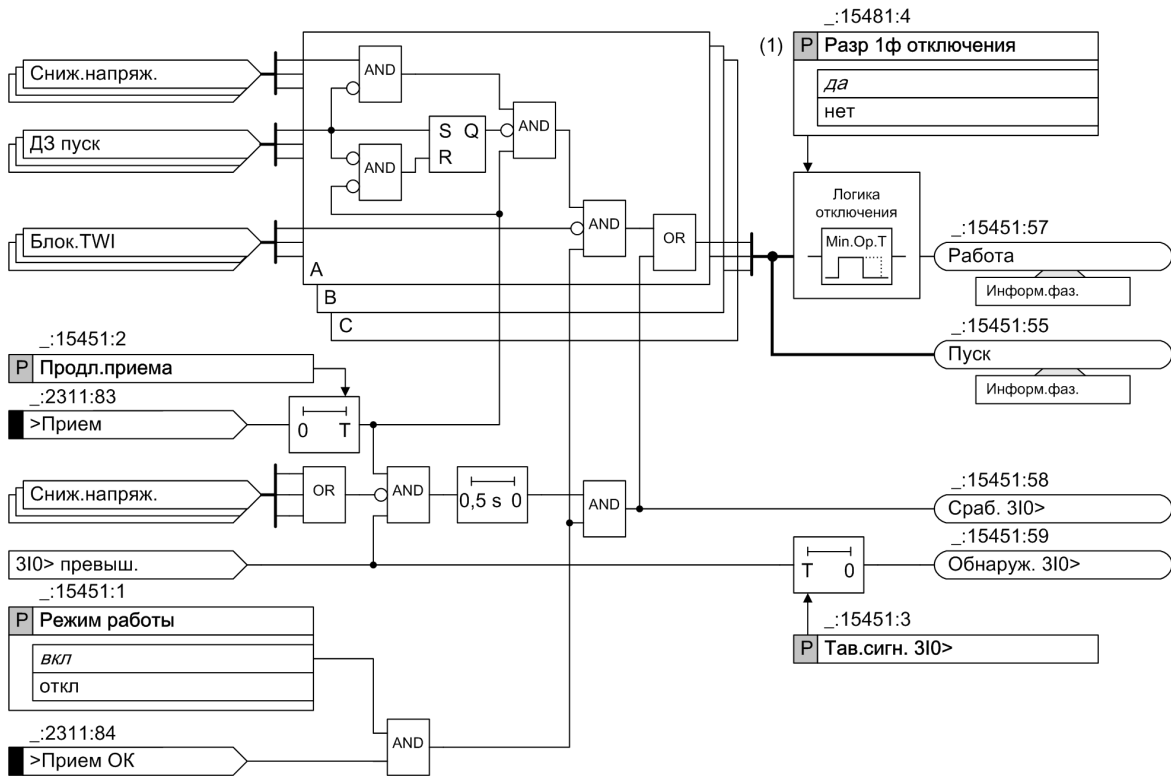 _:15481:4
(1) P Разр 1ф отключения
да
нет
Сниж.напряж.
AND
AND
ДЗ пуск
S Q
R
AND
Логика
отключения
Min.Op.T
Блок.TWI
AND
OR
_:15451:57
Работа
Информ.фаз.
A
B
C
_:15451:55
Пуск
Информ.фаз.
_:15451:2
P Продл.приема
_:2311:83
>Прием
0 T
Сниж.напряж.
OR
AND
0,5 s 0
AND
_:15451:58
Сраб. 3I0>
_:15451:59
3I0> превыш.
T 0
Обнаруж. 3I0>
_:15451:1
P Режим работы
вкл
откл
_:15451:3
P Тав.сигн. 3I0>
_:2311:84
>Прием ОК
AND